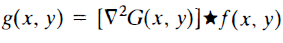 g(x, y) = [∇²G(x, y)]★f(x, y)